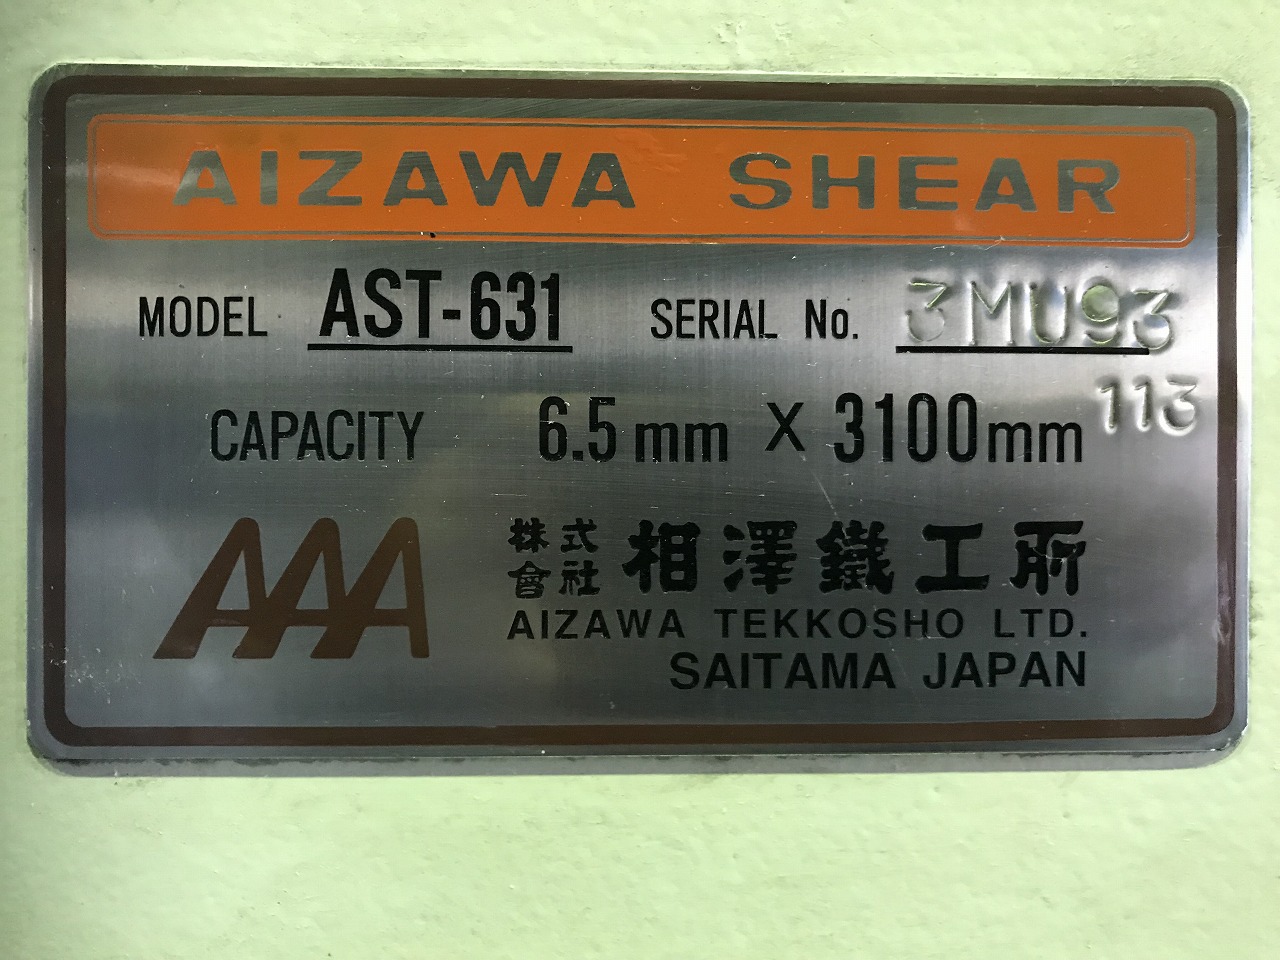 AIZAWA SHEAR
MODEL AST-631 SERIAL No. 3MU93
113
CAPACITY 6.5mm X 3100mm
AAA
株式會社 相澤鐵工所
AIZAWA TEKKOSHO LTD.
SAITAMA JAPAN